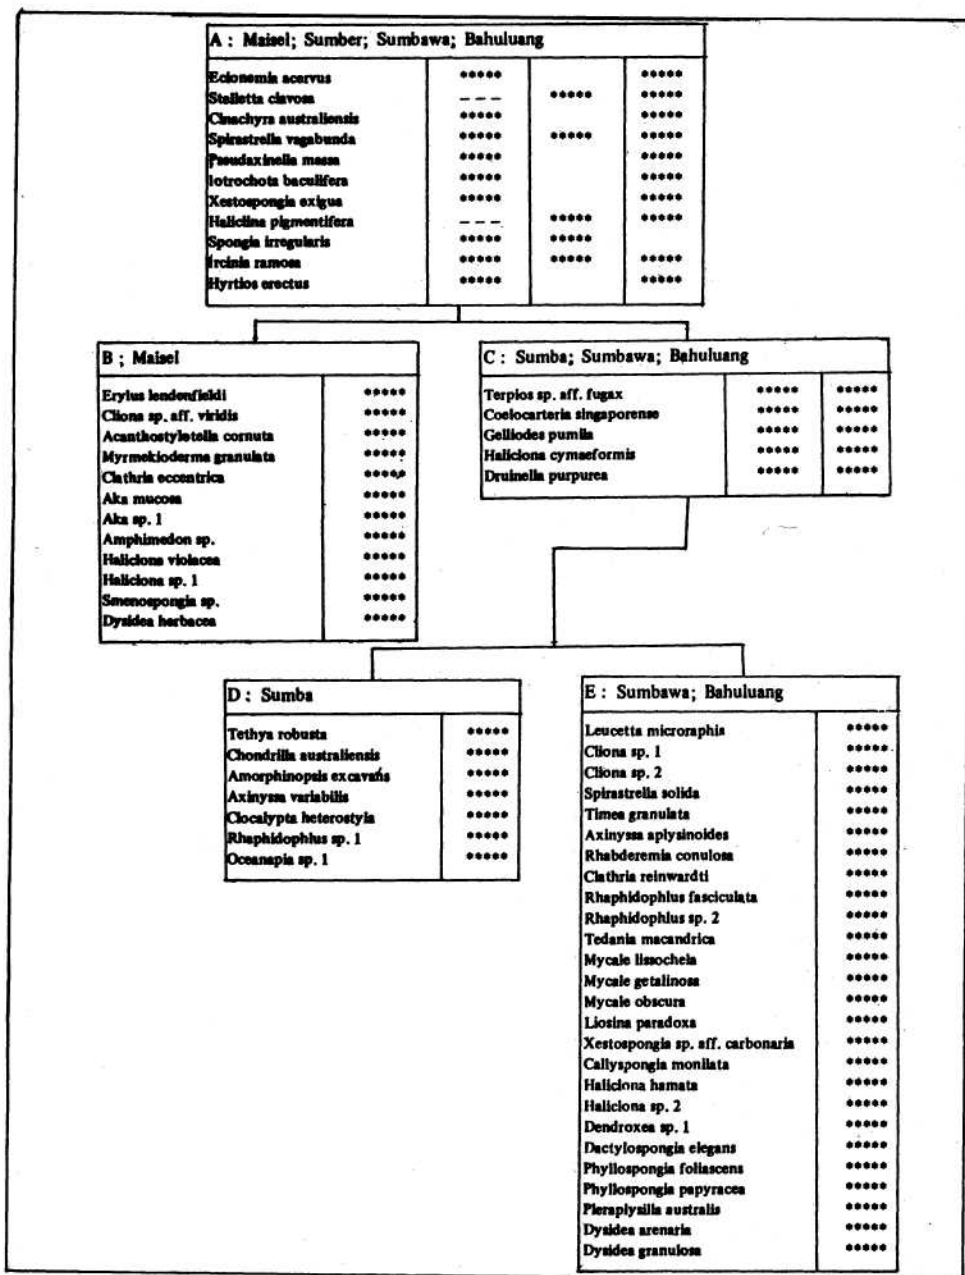 A : Maisel; Sumber; Sumbawa; Bahuluang
Ecionemia acervus ***** *****
Stelletta clavosa --- ***** *****
Cinachyra australiensis ***** *****
Spirastrella vagabunda ***** ***** *****
Pseudaxinella massa ***** *****
Iotrochota baculifera ***** *****
Xestospongia exigua ***** *****
Haliclina pigmentifera --- ***** *****
Spongia irregularis ***** *****
Ircinia ramosa ***** ***** *****
Hyrtios erectus ***** *****
B ; Maisel
Erylus lendenfieldi *****
Cliona sp. aff. viridis *****
Acanthostylotella cornuta *****
Myrmekioderma granulata *****
Clathria eccentrica *****
Aka mucosa *****
Aka sp. 1 *****
Amphimedon sp. *****
Haliclona violacea *****
Haliclona sp. 1 *****
Smenospongia sp. *****
Dysidea herbacea *****
C : Sumba; Sumbawa; Bahuluang
Terpios sp. aff. fugax ***** *****
Coelocarteria singaporense ***** *****
Gelliodes pumila ***** *****
Haliclona cymaeformis ***** *****
Druinella purpurea ***** *****
D : Sumba
Tethya robusta *****
Chondrilla australiensis *****
Amorphinopsis excavans *****
Axinyssa variabilis *****
Ciocalypta heterostyla *****
Rhaphidophlus sp. 1 *****
Oceanapia sp. 1 *****
E : Sumbawa; Bahuluang
Leucetta microraphis *****
Cliona sp. 1 *****
Cliona sp. 2 *****
Spirastrella solida *****
Timea granulata *****
Axinyssa aplysinoides *****
Rhabderemia conulosa *****
Clathria reinwardti *****
Rhaphidophlus fasciculata *****
Rhaphidophlus sp. 2 *****
Tedania macandrica *****
Mycale lissochela *****
Mycale getalinosa *****
Mycale obscura *****
Liosina paradoxa *****
Xestospongia sp. aff. carbonaria *****
Callyspongia monilata *****
Haliclona hamata *****
Haliclona sp. 2 *****
Dendroxea sp. 1 *****
Dactylospongia elegans *****
Phyllospongia foliascens *****
Phyllospongia papyracea *****
Pleraplysilla australis *****
Dysidea arenaria *****
Dysidea granulosa *****